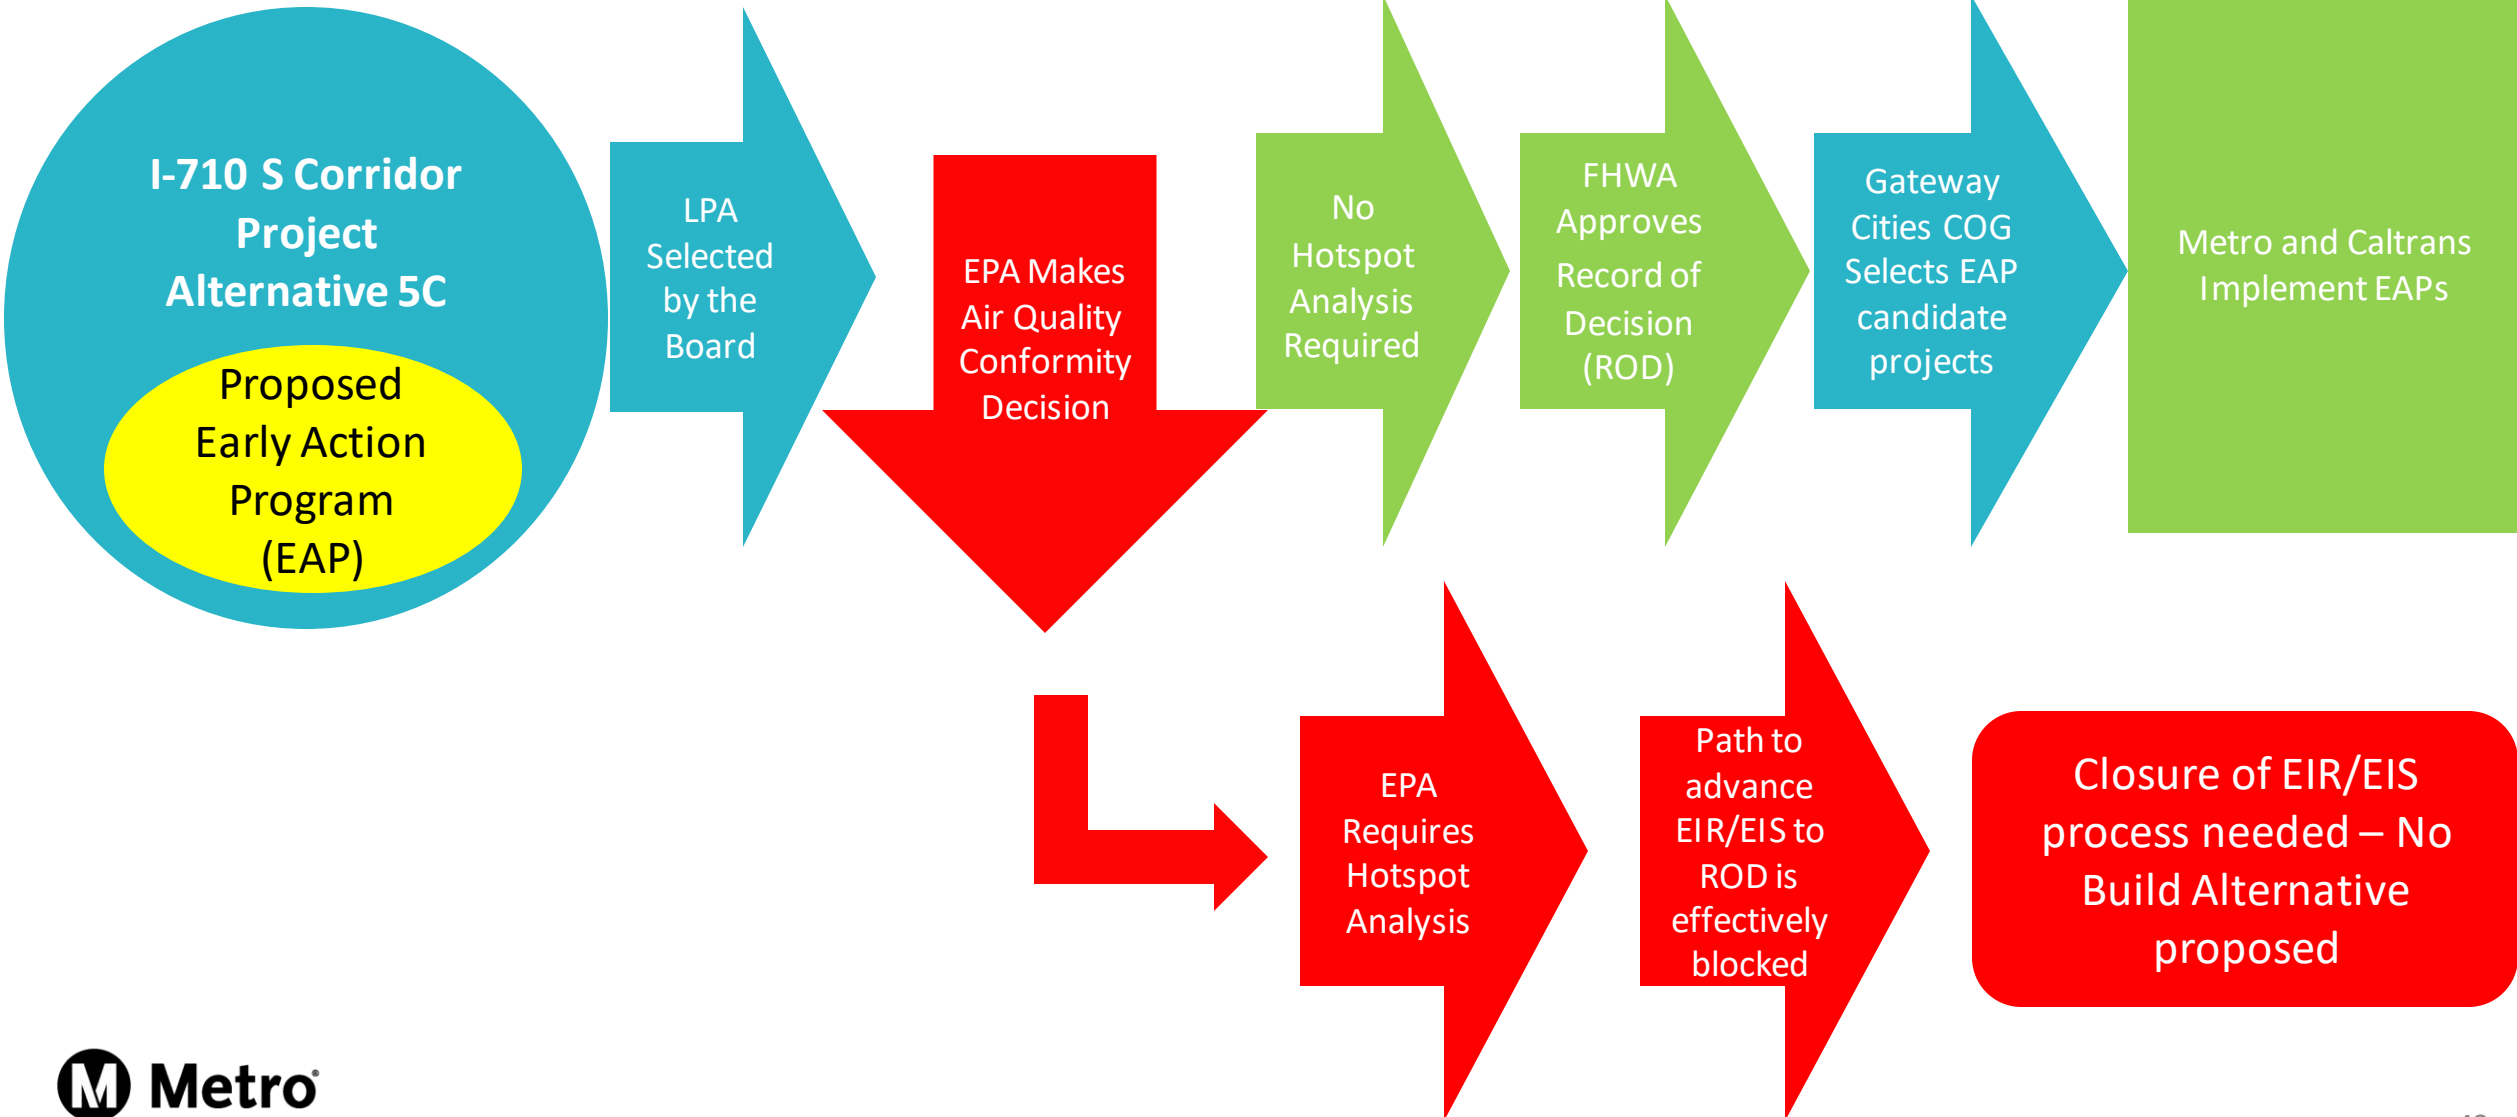 I-710 S Corridor
Project
Alternative 5C
Proposed
Early Action
Program
(EAP)
LPA
Selected
by the
Board
EPA Makes
Air Quality
Conformity
Decision
No
Hotspot
Analysis
Required
FHWA
Approves
Record of
Decision
(ROD)
Gateway
Cities COG
Selects EAP
candidate
projects
Metro and Caltrans
Implement EAPs
EPA
Requires
Hotspot
Analysis
Path to
advance
EIR/EIS to
ROD is
effectively
blocked
Closure of EIR/EIS
process needed – No
Build Alternative
proposed
M Metro®